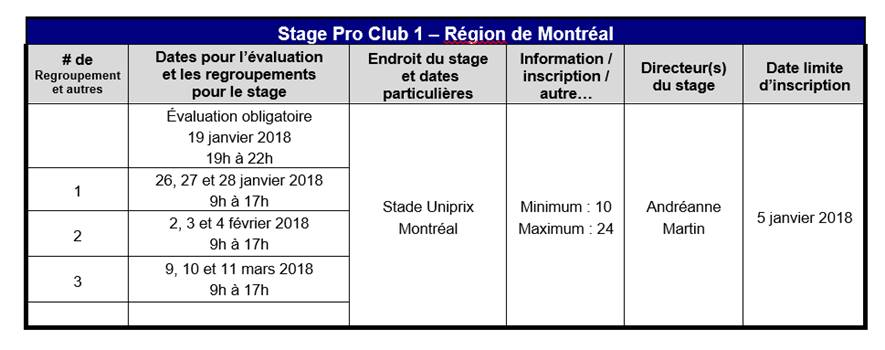 Stage Pro Club 1 – Région de Montréal
# de
Regroupement
et autres
Dates pour l'évaluation
et les regroupements
pour le stage
Endroit du stage
et dates
particulières
Information /
inscription /
autre…
Directeur(s)
du stage
Date limite
d'inscription
Évaluation obligatoire
19 janvier 2018
19h à 22h
1
26, 27 et 28 janvier 2018
9h à 17h
2
2, 3 et 4 février 2018
9h à 17h
3
9, 10 et 11 mars 2018
9h à 17h
Stade Uniprix
Montréal
Minimum : 10
Maximum : 24
Andréanne
Martin
5 janvier 2018